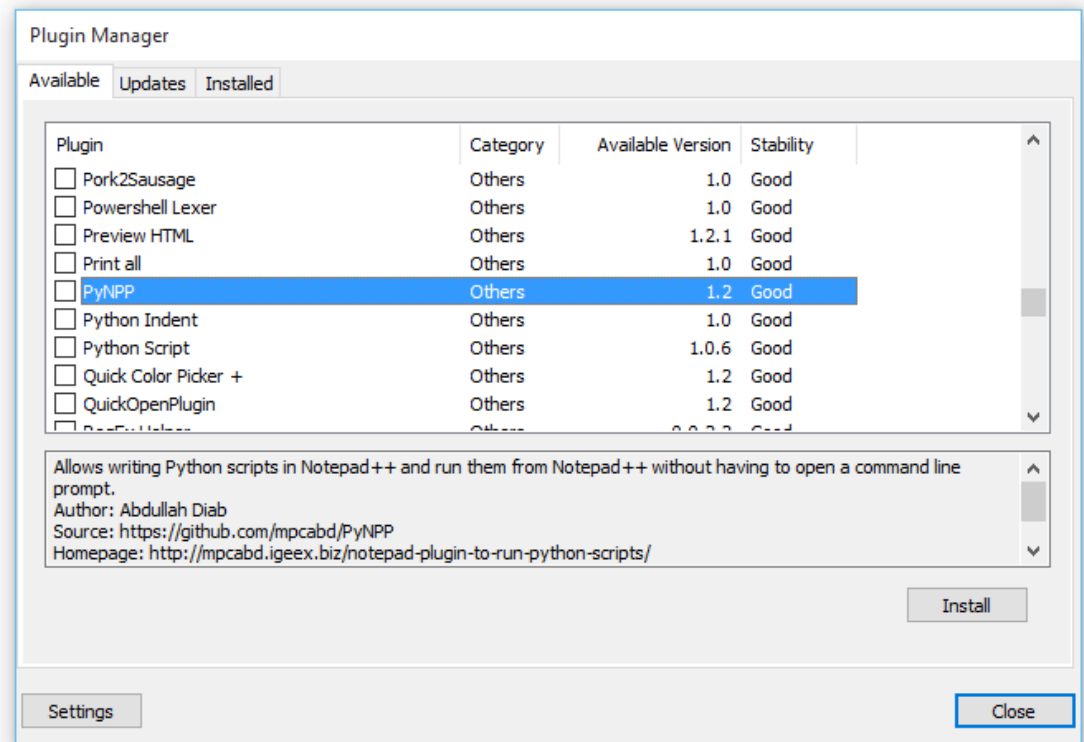 Plugin Manager
Available Updates Installed
Plugin Category Available Version Stability
Pork2Sausage Others 1.0 Good
Powershell Lexer Others 1.0 Good
Preview HTML Others 1.2.1 Good
Print all Others 1.0 Good
PyNPP Others 1.2 Good
Python Indent Others 1.0 Good
Python Script Others 1.0.6 Good
Quick Color Picker + Others 1.2 Good
QuickOpenPlugin Others 1.2 Good
Allows writing Python scripts in Notepad++ and run them from Notepad++ without having to open a command line
prompt.
Author: Abdullah Diab
Source: https://github.com/mpcabd/PyNPP
Homepage: http://mpcabd.igeex.biz/notepad-plugin-to-run-python-scripts/
Install
Settings Close